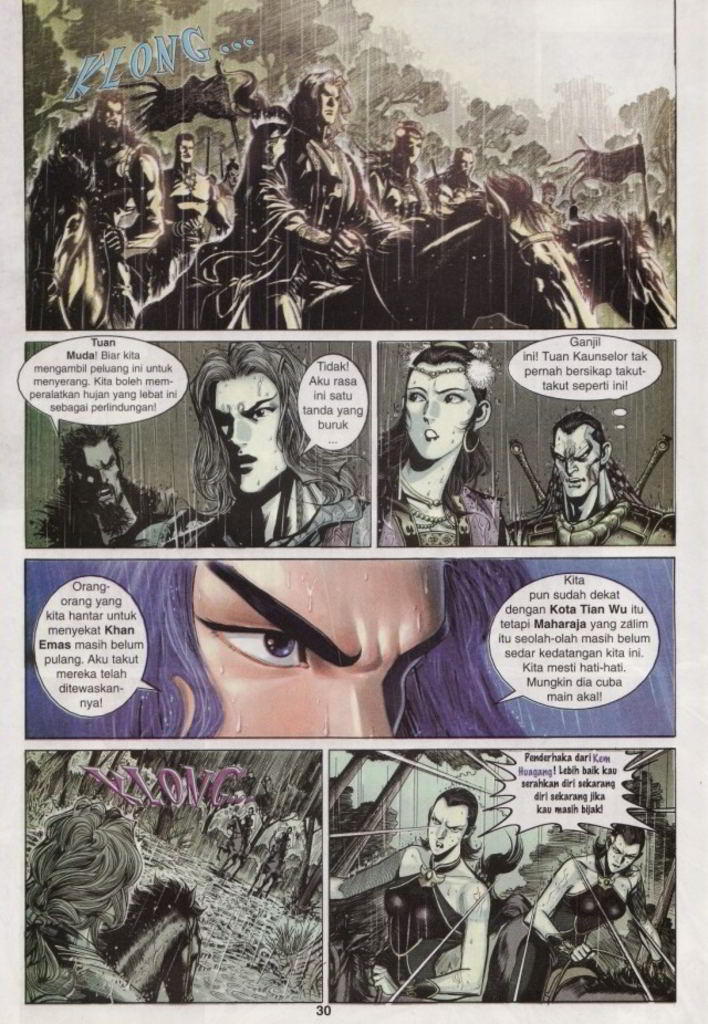 KLONG...
Tuan
Muda! Biar kita
mengambil peluang ini untuk
menyerang. Kita boleh mem-
peralatkan hujan yang lebat ini
sebagai perlindungan!
Tidak!
Aku rasa
ini satu
tanda yang
buruk
...
Ganjil
ini! Tuan Kaunselor tak
pernah bersikap takut-
takut seperti ini!
Orang-
orang yang
kita hantar untuk
menyekat Khan
Emas masih belum
pulang. Aku takut
mereka telah
ditewaskan-
nya!
Kita
pun sudah dekat
dengan Kota Tian Wu itu
tetapi Maharaja yang zalim
itu seolah-olah masih belum
sedar kedatangan kita ini.
Kita mesti hati-hati.
Mungkin dia cuba
main akal!
KLONG...
Penderhaka dari Kem
Huagang! Lebih baik kau
serahkan diri sekarang
diri sekarang jika
kau masih bijak!
30